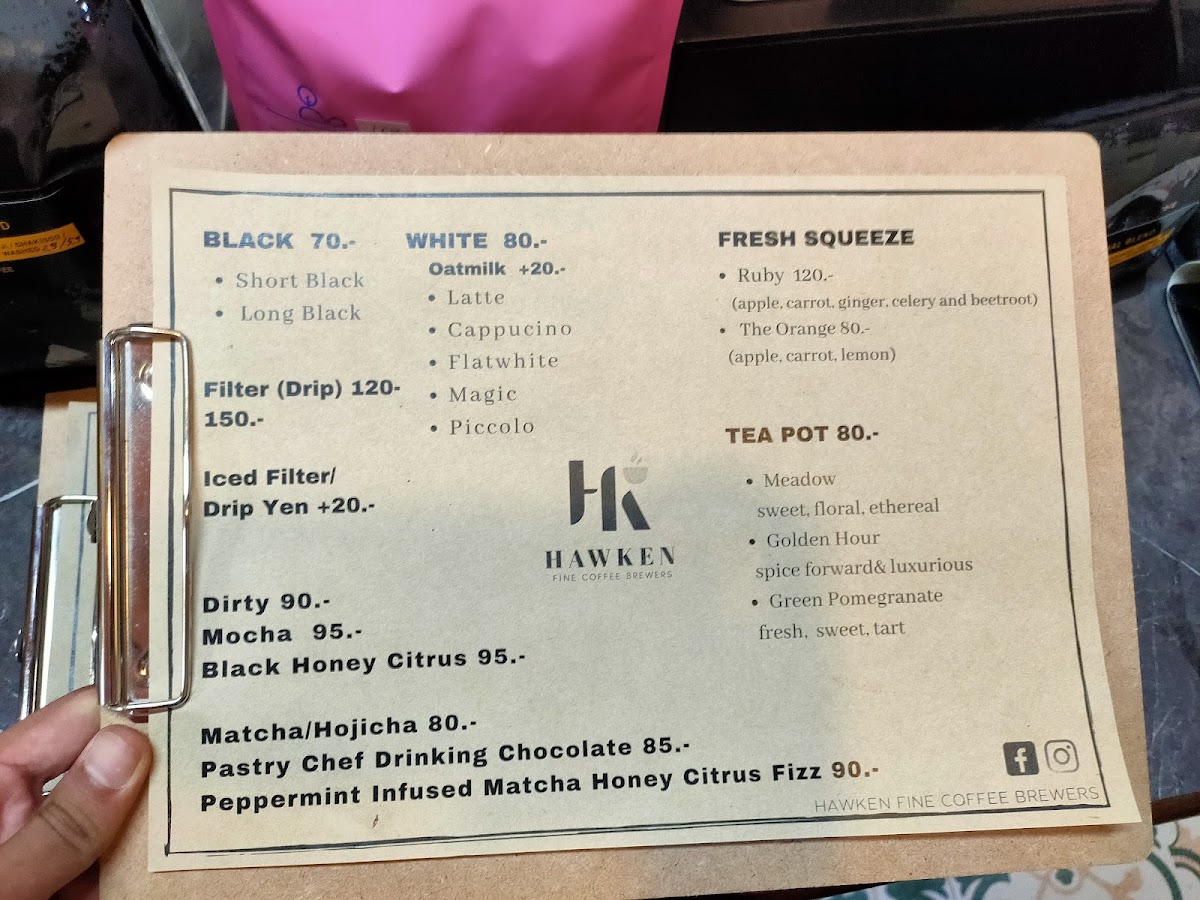 BLACK 70.-
• Short Black
• Long Black
Filter (Drip) 120-
150.-
Iced Filter/
Drip Yen +20.-
WHITE 80.-
Oatmilk +20.-
• Latte
• Cappucino
• Flatwhite
• Magic
• Piccolo
Dirty 90.-
Mocha 95.-
Black Honey Citrus 95.-
Matcha/Hojicha 80.-
Pastry Chef Drinking Chocolate 85.-
Peppermint Infused Matcha Honey Citrus Fizz 90.-
HAWKEN
FINE COFFEE BREWERS
FRESH SQUEEZE
• Ruby 120.-
(apple, carrot, ginger, celery and beetroot)
• The Orange 80.-
(apple, carrot, lemon)
TEA POT 80.-
• Meadow
sweet, floral, ethereal
• Golden Hour
spice forward& luxurious
• Green Pomegranate
fresh, sweet, tart
HAWKEN FINE COFFEE BREWERS